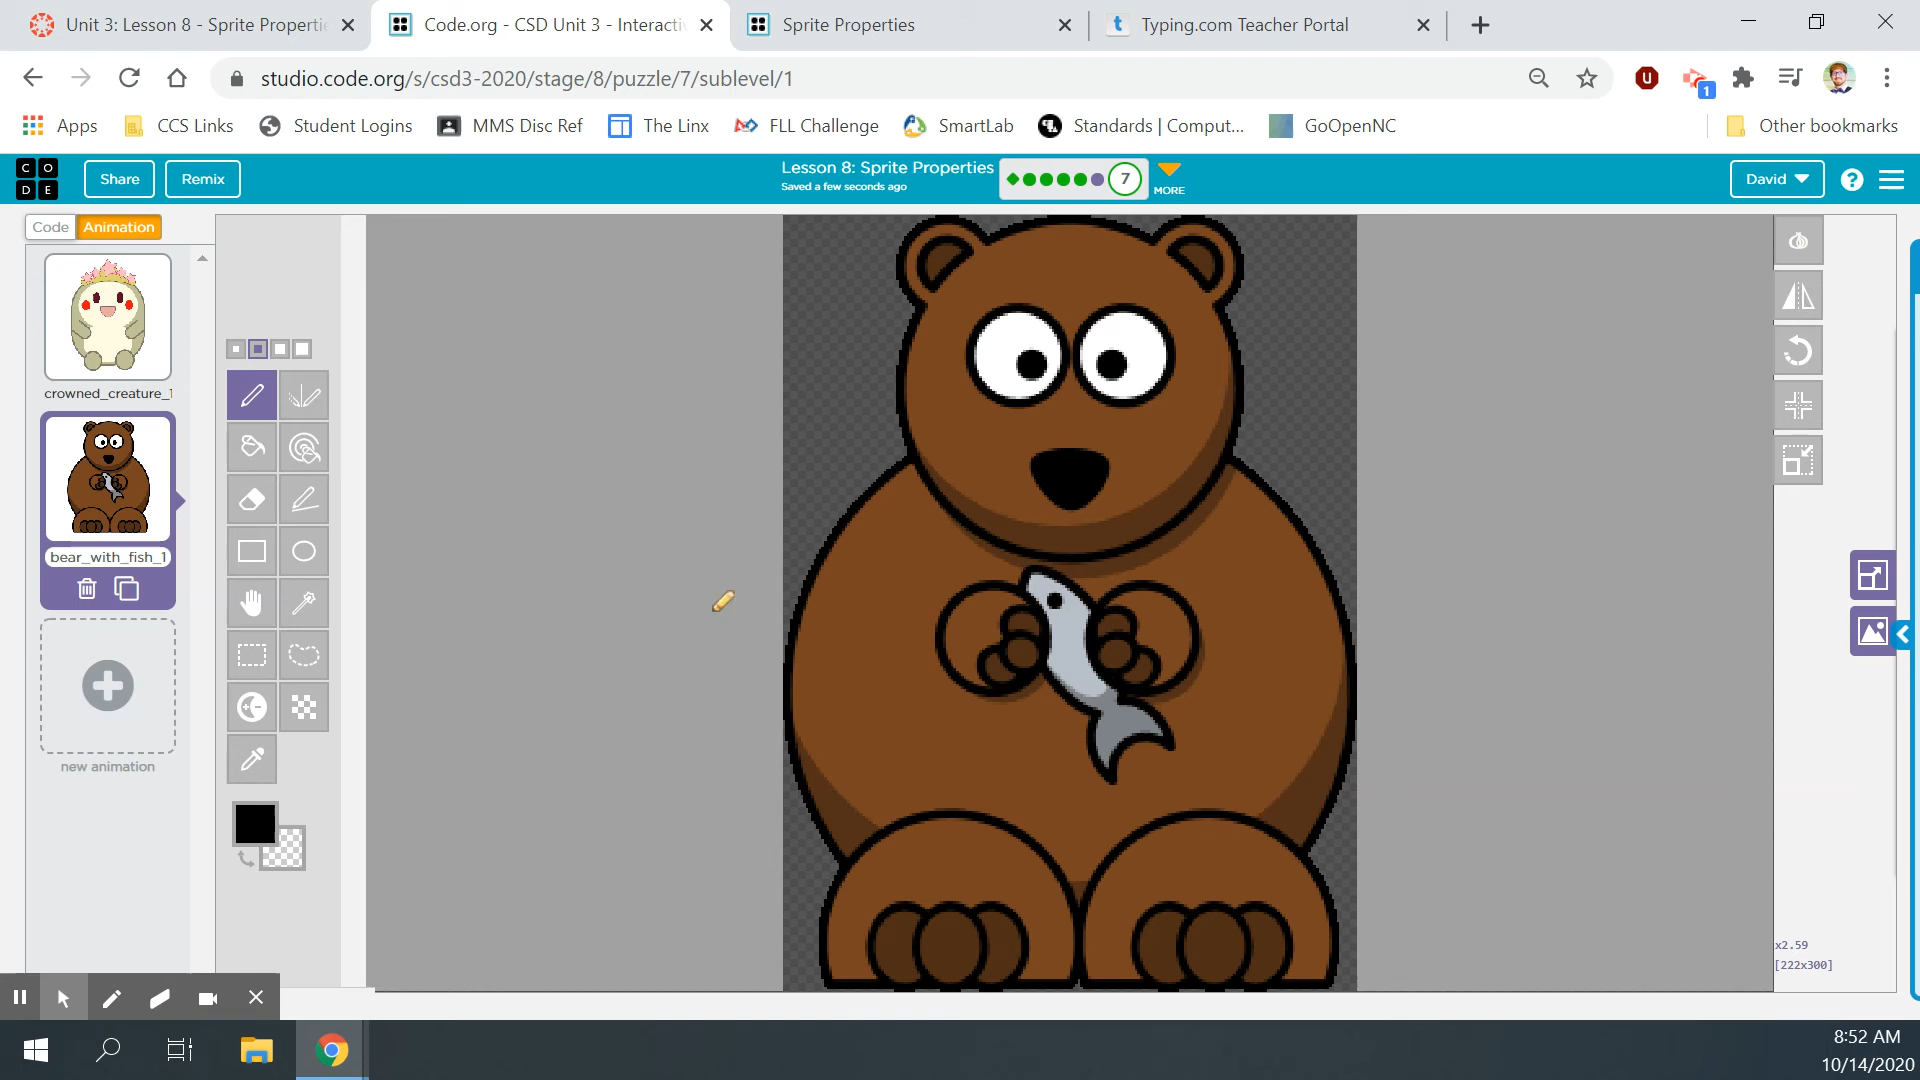 Unit 3: Lesson 8 - Sprite Properti
Code.org - CSD Unit 3 - Interactiv
Sprite Properties
t Typing.com Teacher Portal
studio.code.org/s/csd3-2020/stage/8/puzzle/7/sublevel/1
1
Apps
CCS Links
Student Logins
MMS Disc Ref
The Linx
FLL Challenge
SmartLab
Standards | Comput...
GoOpenNC
Other bookmarks
C O D E
Share
Remix
Lesson 8: Sprite Properties
Saved a few seconds ago
7
MORE
David
?
Code
Animation
crowned_creature_1
bear_with_fish_1
new animation
x2.59
[222x300]
8:52 AM
10/14/2020